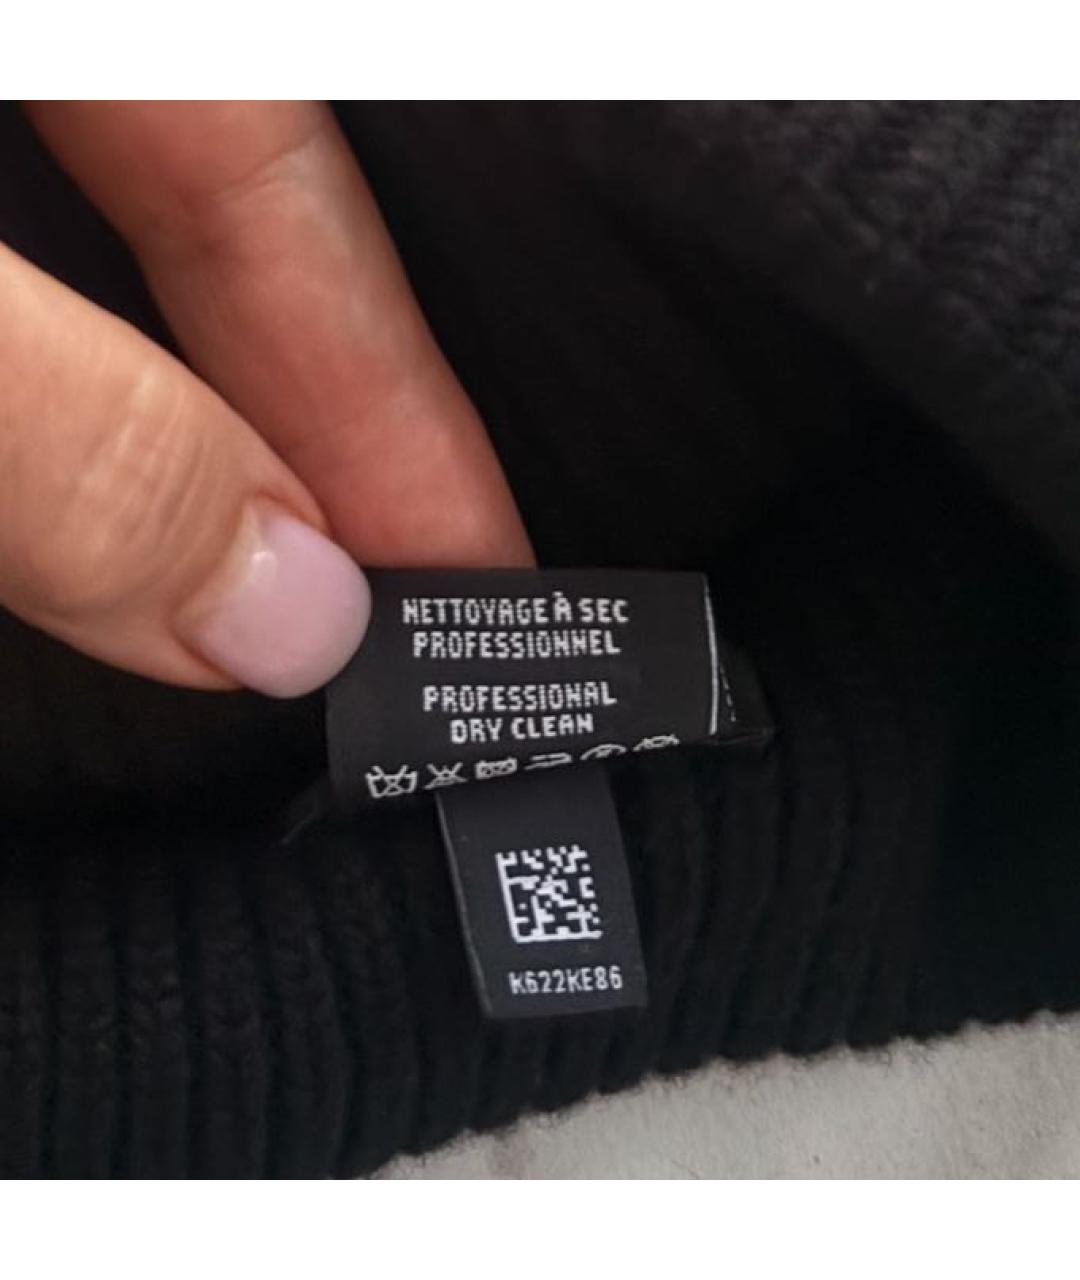 NETTOYAGE À SEC
PROFESSIONNEL
PROFESSIONAL
DRY CLEAN
K622KE86